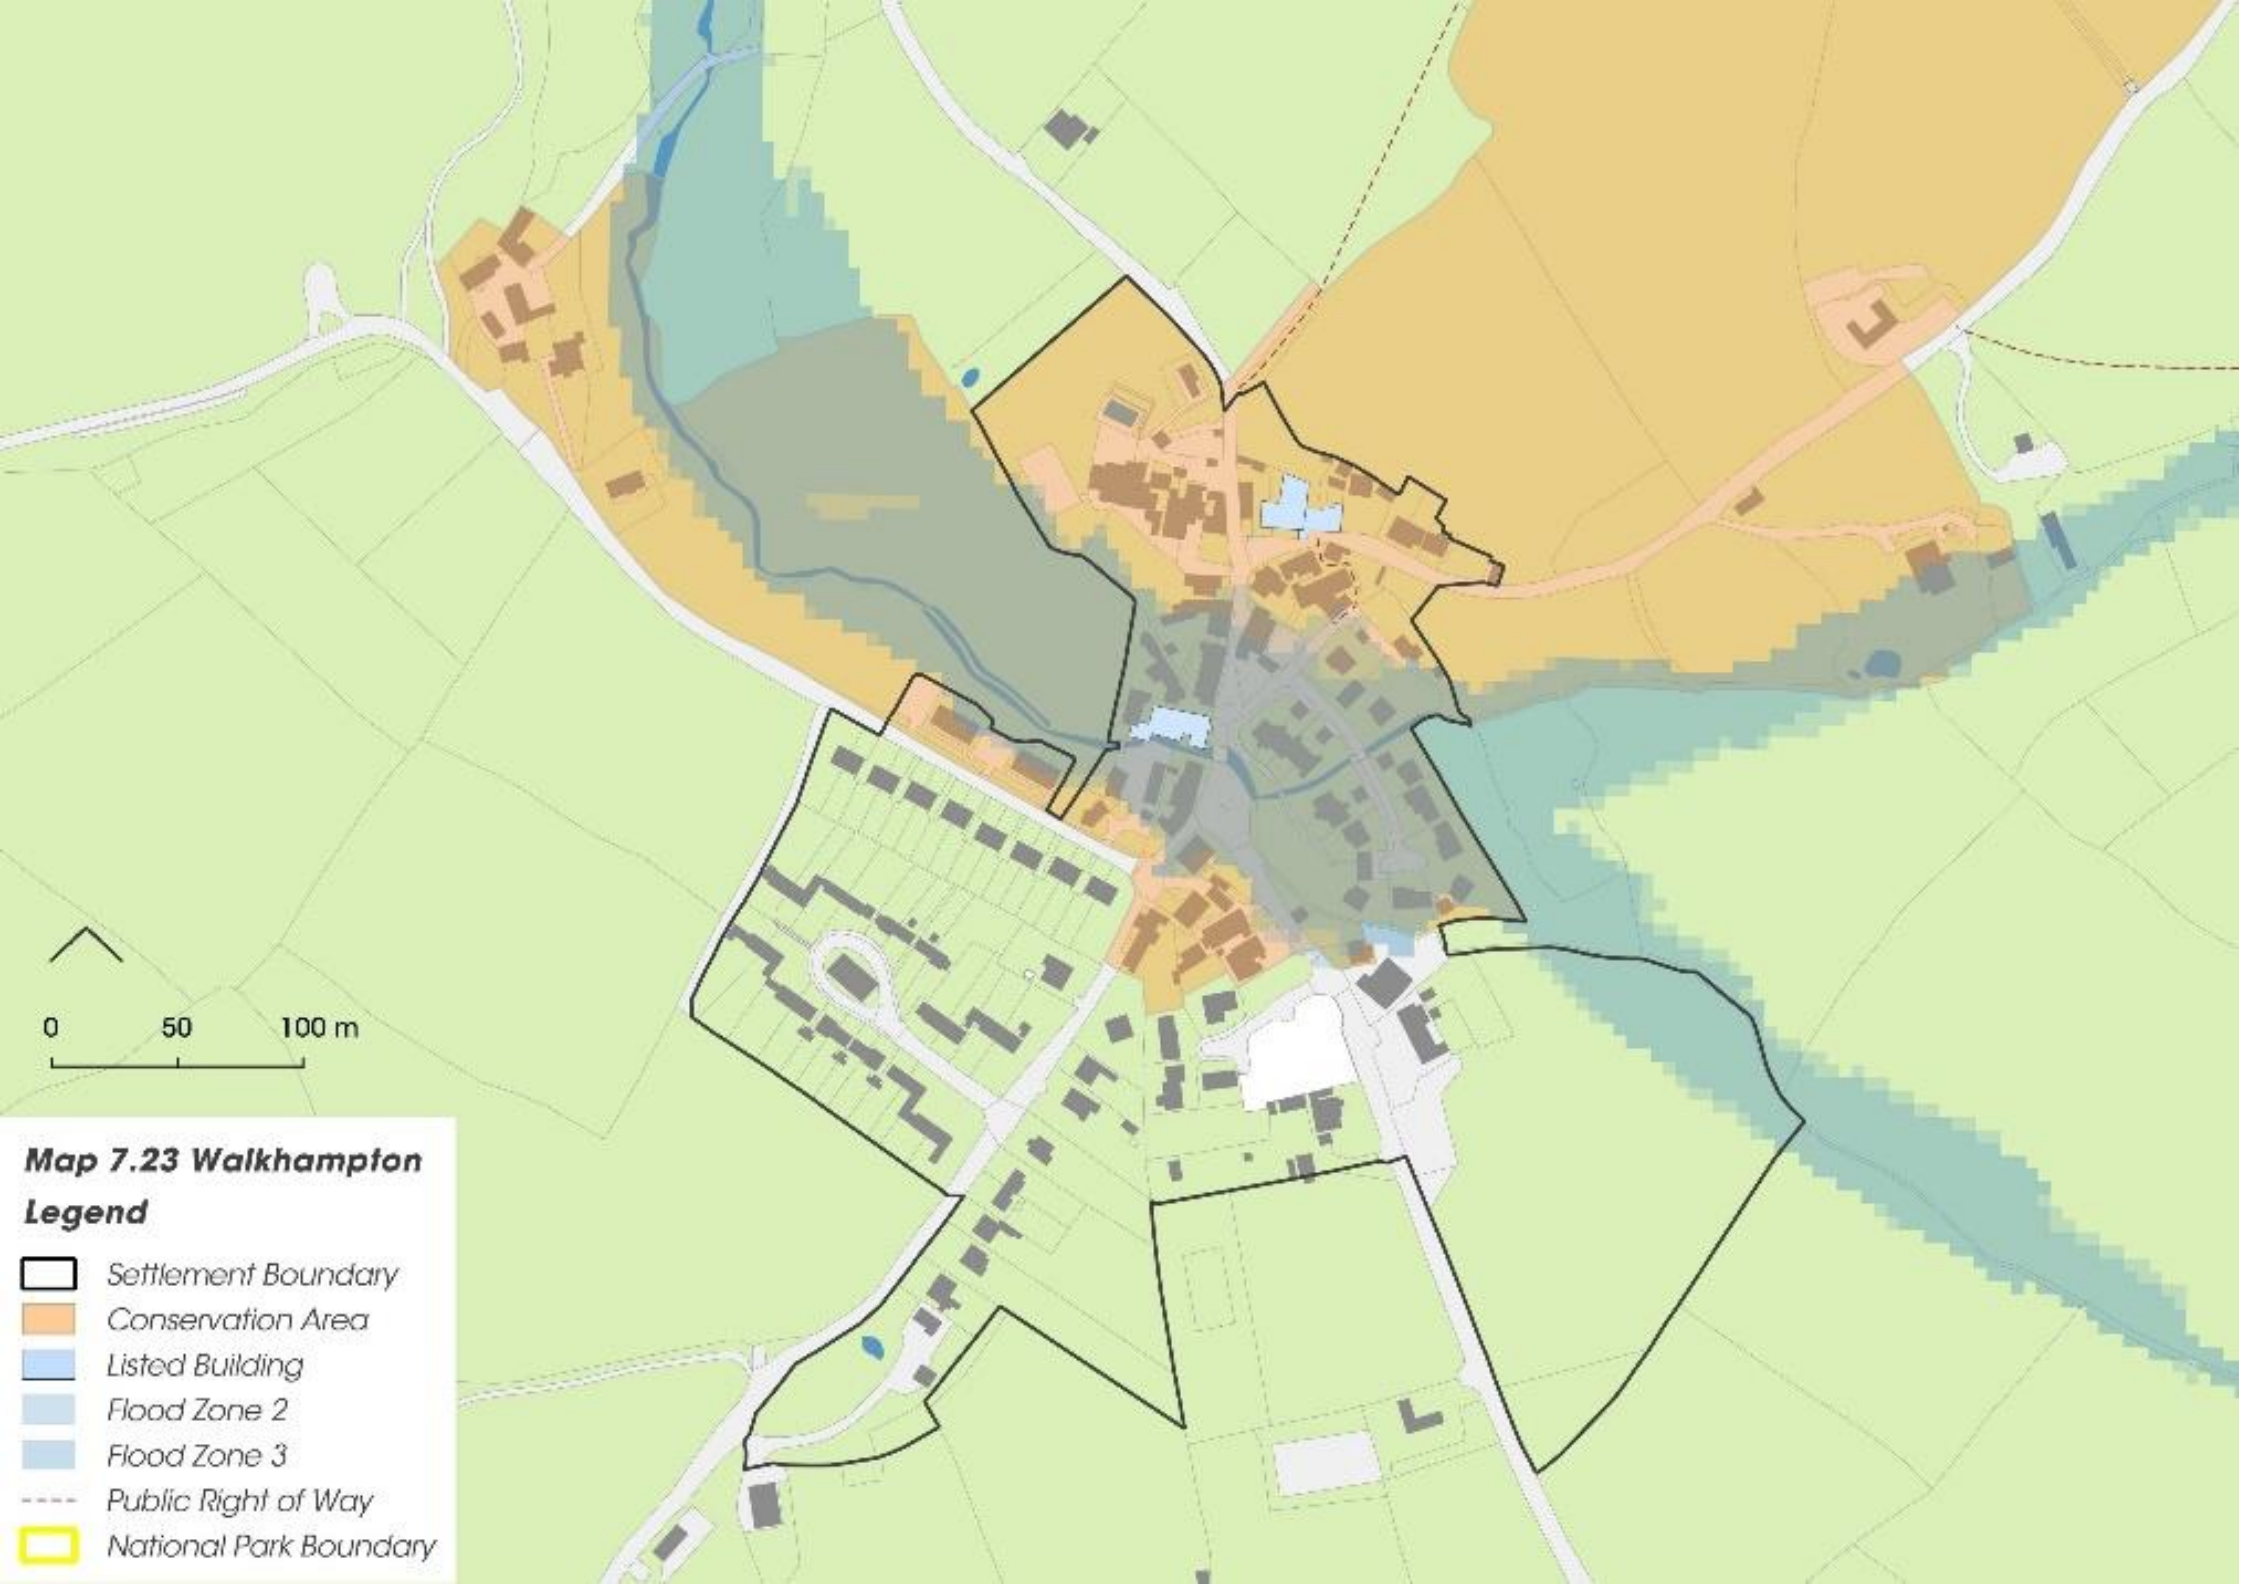 0 50 100 m
Map 7.23 Walkhampton
Legend
Settlement Boundary
Conservation Area
Listed Building
Flood Zone 2
Flood Zone 3
Public Right of Way
National Park Boundary